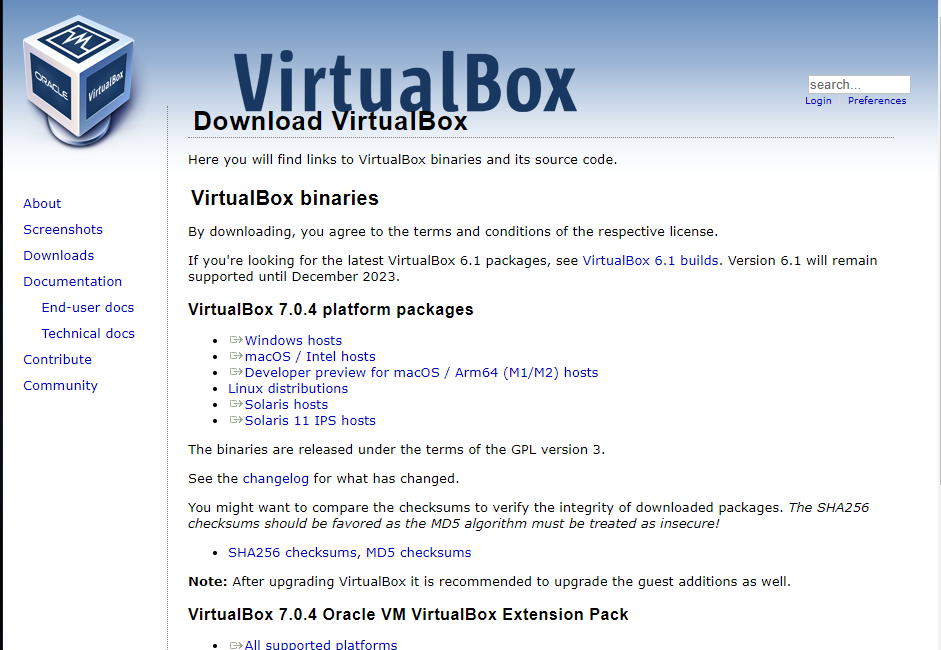 ORACLE
VirtualBox
VirtualBox
search...
Login Preferences
Download VirtualBox
Here you will find links to VirtualBox binaries and its source code.
About
Screenshots
Downloads
Documentation
End-user docs
Technical docs
Contribute
Community
VirtualBox binaries
By downloading, you agree to the terms and conditions of the respective license.
If you're looking for the latest VirtualBox 6.1 packages, see VirtualBox 6.1 builds. Version 6.1 will remain
supported until December 2023.
VirtualBox 7.0.4 platform packages
Windows hosts
macOS / Intel hosts
Developer preview for macOS / Arm64 (M1/M2) hosts
Linux distributions
Solaris hosts
Solaris 11 IPS hosts
The binaries are released under the terms of the GPL version 3.
See the changelog for what has changed.
You might want to compare the checksums to verify the integrity of downloaded packages. The SHA256
checksums should be favored as the MD5 algorithm must be treated as insecure!
SHA256 checksums, MD5 checksums
Note: After upgrading VirtualBox it is recommended to upgrade the guest additions as well.
VirtualBox 7.0.4 Oracle VM VirtualBox Extension Pack
All supported platforms